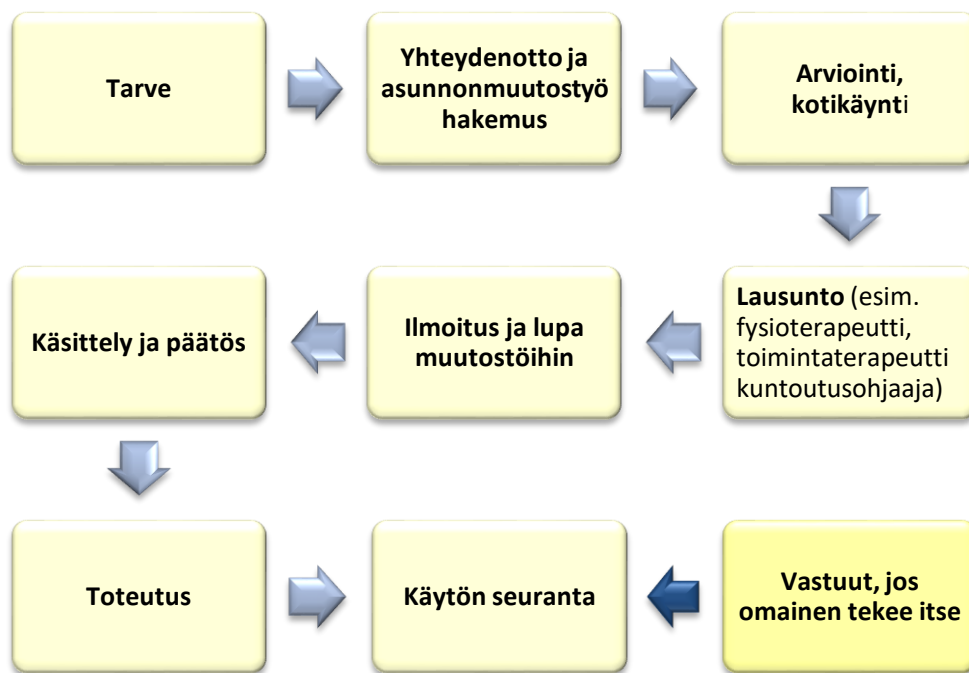 Tarve
Yhteydenotto ja
asunnonmuutostyö
hakemus
Arviointi,
kotikäynti
Lausunto (esim.
fysioterapeutti,
toimintaterapeutti
kuntoutusohjaaja)
Ilmoitus ja lupa
muutostöihin
Käsittely ja päätös
Toteutus
Käytön seuranta
Vastuut, jos
omainen tekee itse